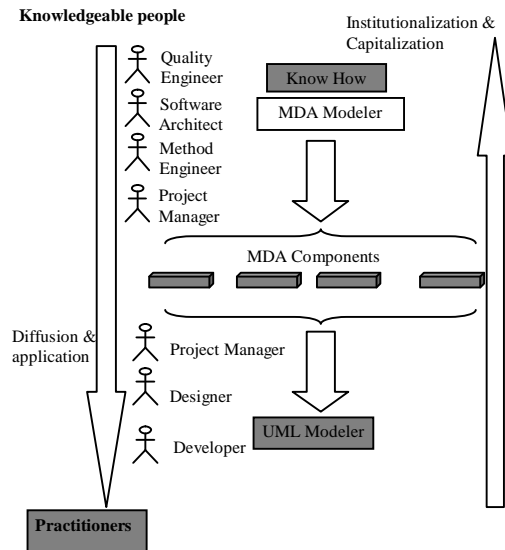 Knowledgeable people
Institutionalization &
Capitalization
Quality
Engineer
Know How
Software
Architect
MDA Modeler
Method
Engineer
Project
Manager
MDA Components
Diffusion &
application
Project Manager
Designer
UML Modeler
Developer
Practitioners